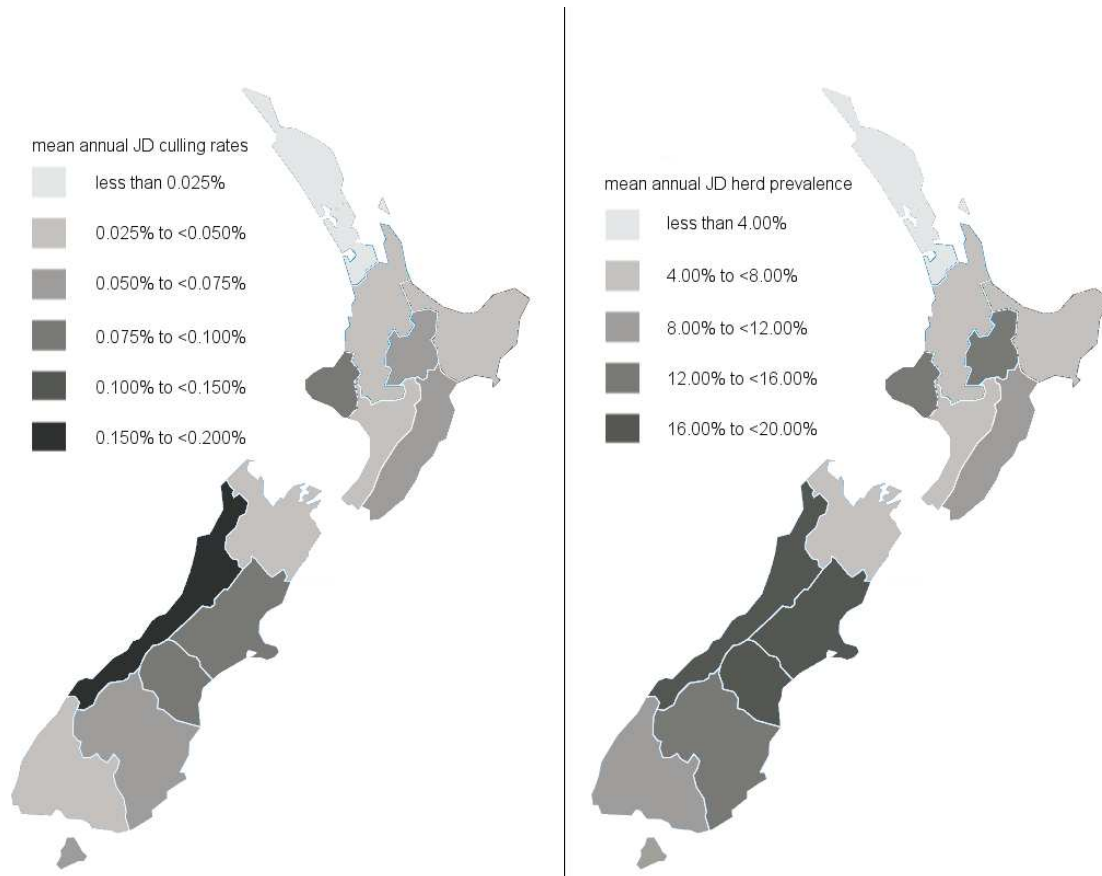 mean annual JD culling rates
less than 0.025%
0.025% to <0.050%
0.050% to <0.075%
0.075% to <0.100%
0.100% to <0.150%
0.150% to <0.200%
mean annual JD herd prevalence
less than 4.00%
4.00% to <8.00%
8.00% to <12.00%
12.00% to <16.00%
16.00% to <20.00%